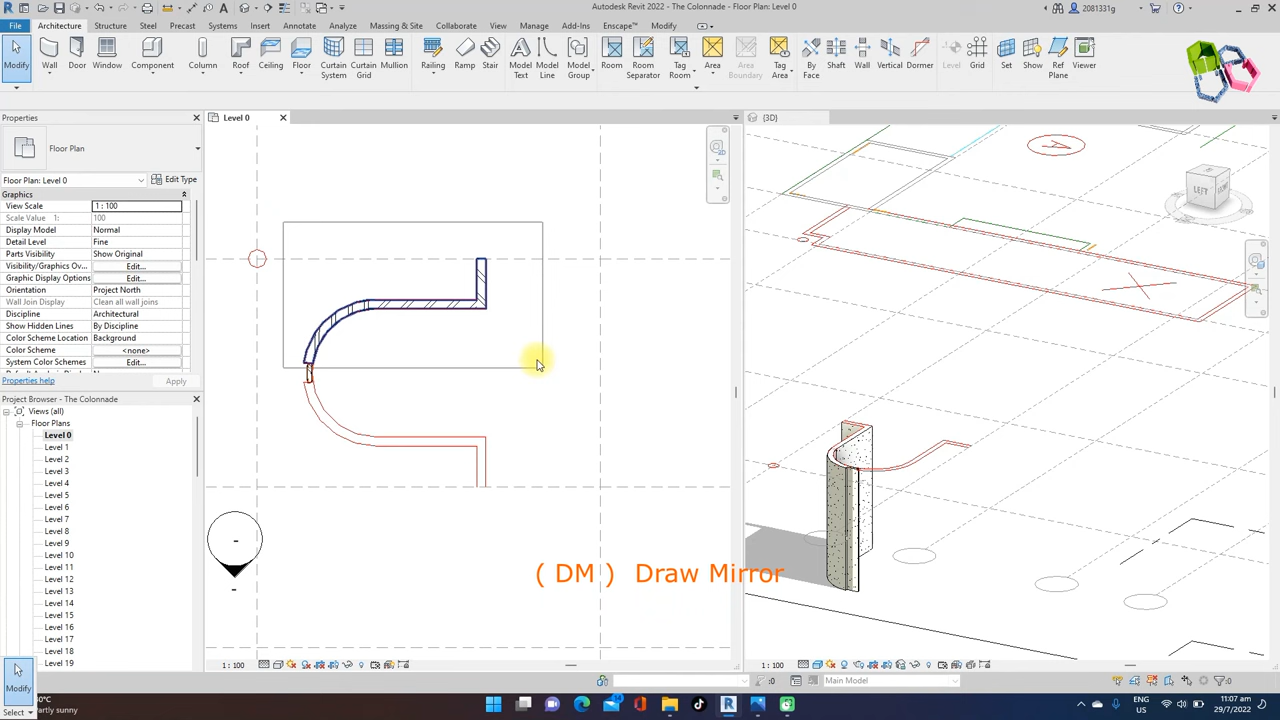 Autodesk Revit 2022 - The Colonnade - Floor Plan: Level 0
2081331g
File Architecture Structure Steel Precast Systems Insert Annotate Analyze Massing & Site Collaborate View Manage Add-Ins Enscape™ Modify
Modify Wall Door Window Component Column Roof Ceiling Floor Curtain System Curtain Grid Mullion Railing Ramp Stair Model Text Model Line Model Group Room Room Separator Tag Room Area Area Boundary Tag Area By Face Shaft Wall Vertical Dormer Level Grid Set Show Ref Plane Viewer
Properties
Floor Plan
Floor Plan: Level 0
Edit Type
Graphics
View Scale 1 : 100
Scale Value 1: 100
Display Model Normal
Detail Level Fine
Parts Visibility Show Original
Visibility/Graphics Ov... Edit...
Graphic Display Options Edit...
Orientation Project North
Wall Join Display Clean all wall joins
Discipline Architectural
Show Hidden Lines By Discipline
Color Scheme Location Background
Color Scheme <none>
System Color Schemes Edit...
Properties help
Apply
Project Browser - The Colonnade
Views (all)
Floor Plans
Level 0
Level 1
Level 2
Level 3
Level 4
Level 5
Level 6
Level 7
Level 8
Level 9
Level 10
Level 11
Level 12
Level 13
Level 14
Level 15
Level 16
Level 17
Level 18
Level 19
Level 0
{3D}
A
LEFT
( DM ) Draw Mirror
1 : 100
1 : 100
Modify
Select
:0
Main Model
:0
Partly sunny
ENG
US
11:07 am
29/7/2022